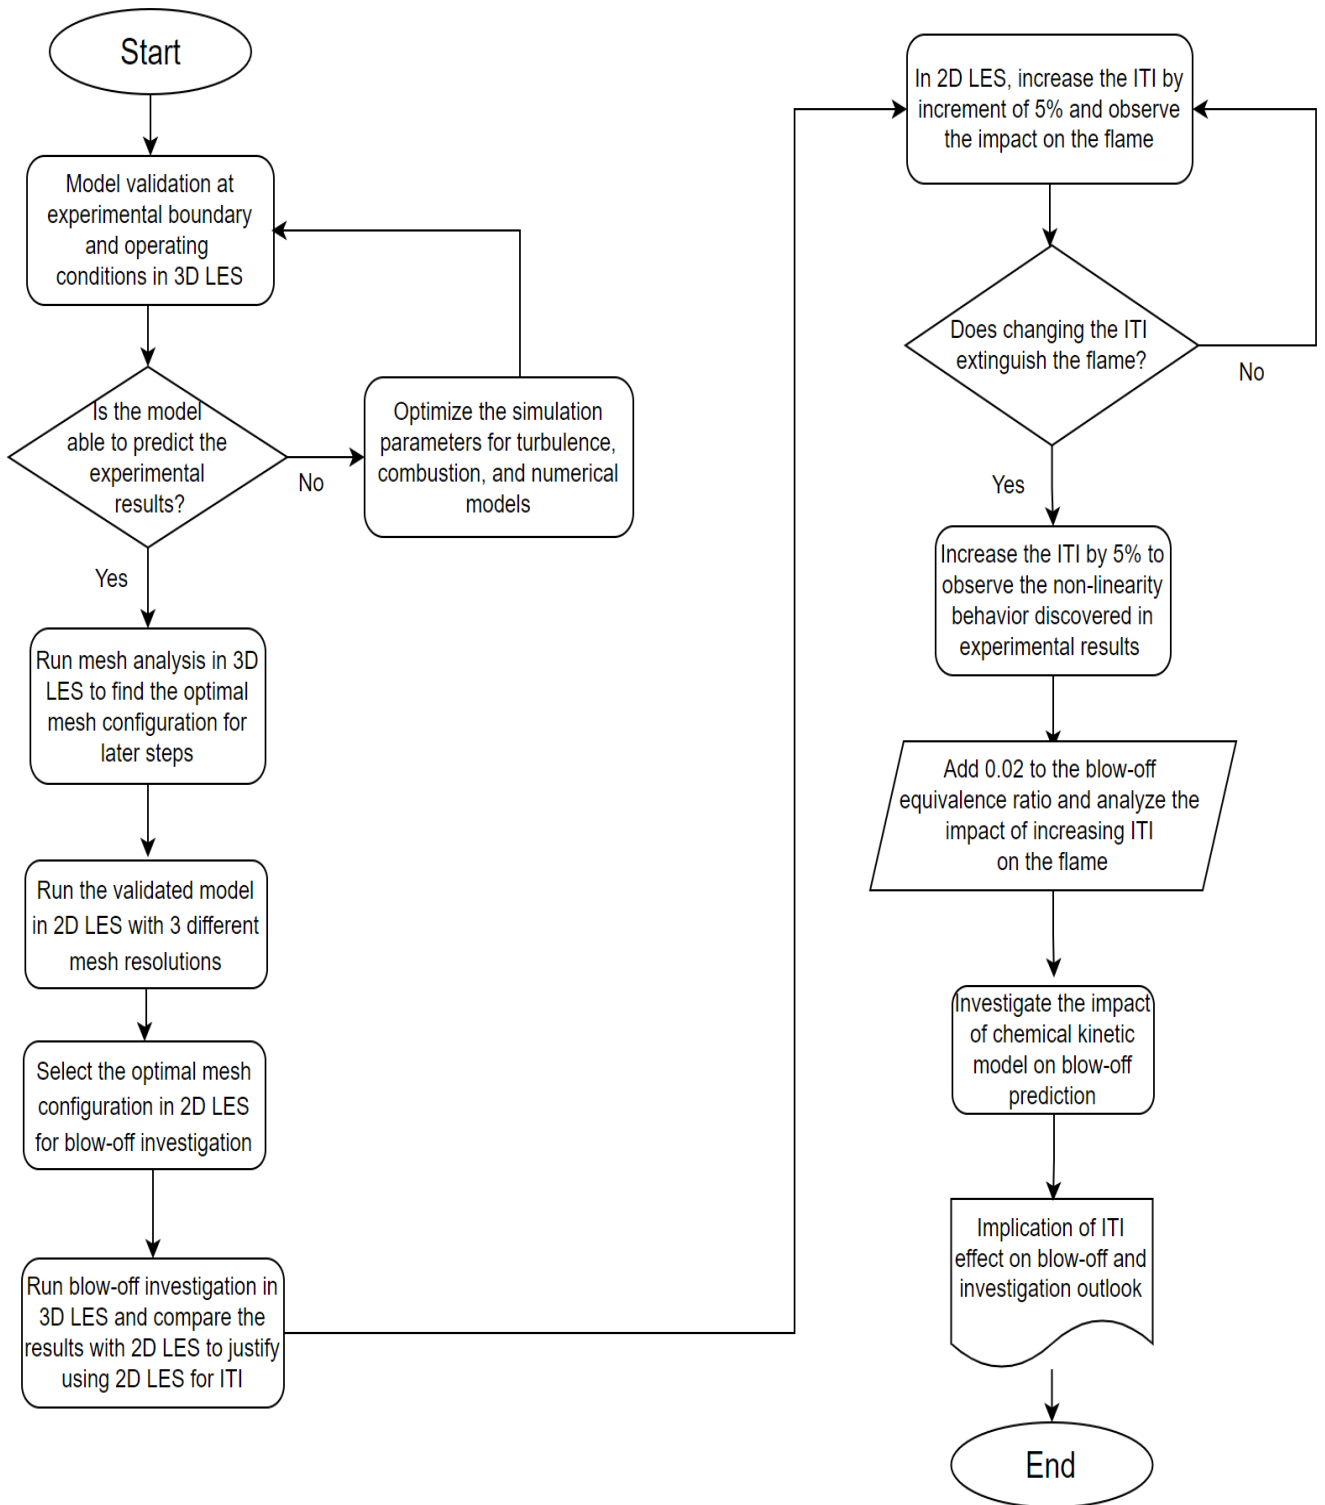 Start
Model validation at
experimental boundary
and operating
conditions in 3D LES
Is the model
able to predict the
experimental
results?
No
Optimize the simulation
parameters for turbulence,
combustion, and numerical
models
Yes
Run mesh analysis in 3D
LES to find the optimal
mesh configuration for
later steps
Run the validated model
in 2D LES with 3 different
mesh resolutions
Select the optimal mesh
configuration in 2D LES
for blow-off investigation
Run blow-off investigation in
3D LES and compare the
results with 2D LES to justify
using 2D LES for ITI
In 2D LES, increase the ITI by
increment of 5% and observe
the impact on the flame
Does changing the ITI
extinguish the flame?
No
Yes
Increase the ITI by 5% to
observe the non-linearity
behavior discovered in
experimental results
Add 0.02 to the blow-off
equivalence ratio and analyze the
impact of increasing ITI
on the flame
Investigate the impact
of chemical kinetic
model on blow-off
prediction
Implication of ITI
effect on blow-off and
investigation outlook
End